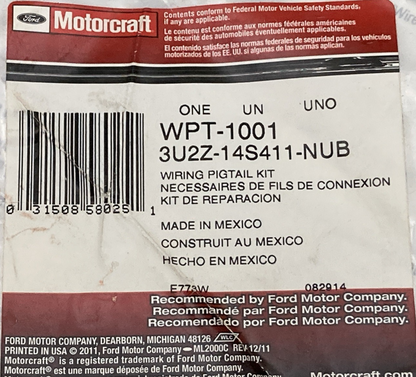 Ford
Motorcraft
Contents conform to Federal Motor Vehicle Safety Standards.
if any are applicable.
Le contenu est conforme aux normes fédérales américaines
de sécurité des automobiles éventuellement applicables
El contenido satisface las normas federales de seguridad para los vehículos
motorizados de los EE. UU. si algunas de las normas aplican.
ONE UN UNO
WPT-1001
3U2Z-14S411-NUB
WIRING PIGTAIL KIT
NECESSAIRES DE FILS DE CONNEXION
KIT DE REPARACION
0 31508 58025 1
MADE IN MEXICO
CONSTRUIT AU MEXICO
HECHO EN MEXICO
E773W 082914
Recommended by Ford Motor Company.
Recommandé par Ford Motor Company.
Recomendado por Ford Motor Company.
FORD MOTOR COMPANY, DEARBORN, MICHIGAN 48126 WLC
PRINTED IN USA © 2011, Ford Motor Company ML2000C REV 12/11
Motorcraft® is a registered trademark of Ford Motor Company.
Motorcraft® est une marque déposée de Ford Motor Company.
Motorcraft.com